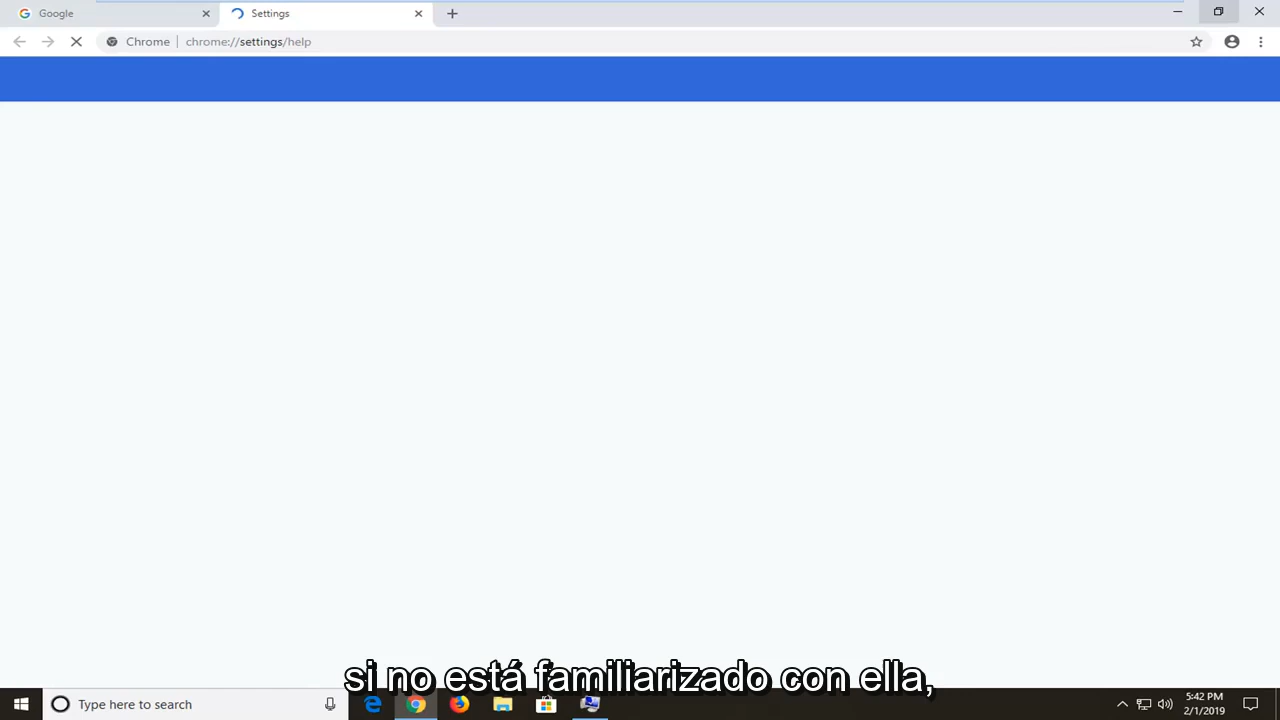 Google
Settings
Chrome
chrome://settings/help
si no está familiarizado con ella,
Type here to search
5:42 PM
2/1/2019